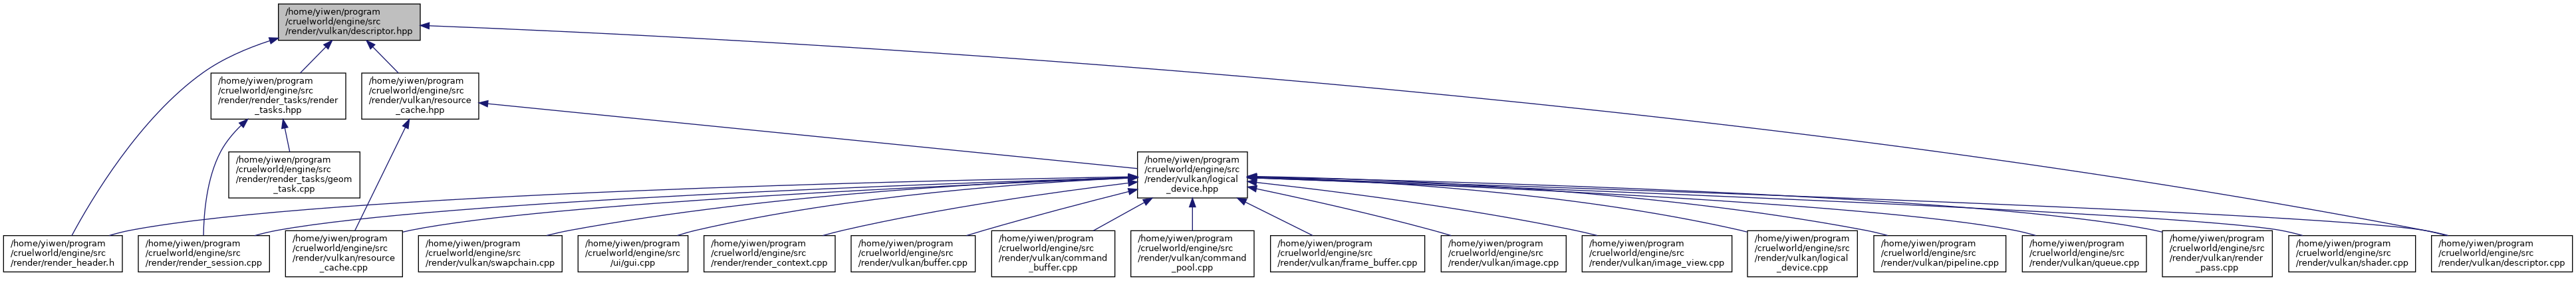 /home/yiwen/program
/cruelworld/engine/src
/render/vulkan/descriptor.hpp
/home/yiwen/program
/cruelworld/engine/src
/render/render_tasks/render
_tasks.hpp
/home/yiwen/program
/cruelworld/engine/src
/render/vulkan/resource
_cache.hpp
/home/yiwen/program
/cruelworld/engine/src
/render/render_tasks/geom
_task.cpp
/home/yiwen/program
/cruelworld/engine/src
/render/vulkan/logical
_device.hpp
/home/yiwen/program
/cruelworld/engine/src
/render/render_header.h
/home/yiwen/program
/cruelworld/engine/src
/render/render_session.cpp
/home/yiwen/program
/cruelworld/engine/src
/render/vulkan/resource
_cache.cpp
/home/yiwen/program
/cruelworld/engine/src
/render/vulkan/swapchain.cpp
/home/yiwen/program
/cruelworld/engine/src
/ui/gui.cpp
/home/yiwen/program
/cruelworld/engine/src
/render/render_context.cpp
/home/yiwen/program
/cruelworld/engine/src
/render/vulkan/buffer.cpp
/home/yiwen/program
/cruelworld/engine/src
/render/vulkan/command
_buffer.cpp
/home/yiwen/program
/cruelworld/engine/src
/render/vulkan/command
_pool.cpp
/home/yiwen/program
/cruelworld/engine/src
/render/vulkan/frame_buffer.cpp
/home/yiwen/program
/cruelworld/engine/src
/render/vulkan/image.cpp
/home/yiwen/program
/cruelworld/engine/src
/render/vulkan/image_view.cpp
/home/yiwen/program
/cruelworld/engine/src
/render/vulkan/logical
_device.cpp
/home/yiwen/program
/cruelworld/engine/src
/render/vulkan/pipeline.cpp
/home/yiwen/program
/cruelworld/engine/src
/render/vulkan/queue.cpp
/home/yiwen/program
/cruelworld/engine/src
/render/vulkan/render
_pass.cpp
/home/yiwen/program
/cruelworld/engine/src
/render/vulkan/shader.cpp
/home/yiwen/program
/cruelworld/engine/src
/render/vulkan/descriptor.cpp